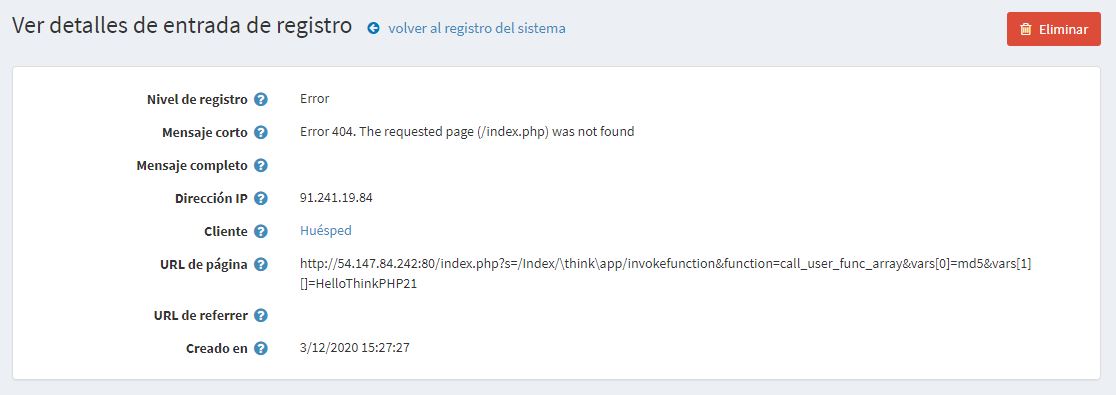 Ver detalles de entrada de registro volver al registro del sistema Eliminar
Nivel de registro Error
Mensaje corto Error 404. The requested page (/index.php) was not found
Mensaje completo
Dirección IP 91.241.19.84
Cliente Huésped
URL de página http://54.147.84.242:80/index.php?s=/Index/\think\app/invokefunction&function=call_user_func_array&vars[0]=md5&vars[1]
[]=HelloThinkPHP21
URL de referrer
Creado en 3/12/2020 15:27:27